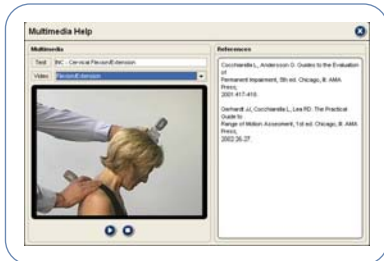 Multimedia Help
Multimedia
References
Test
INC - Cervical Flexion/Extension
Video
Flexion/Extension
Cocchiarella L, Andersson G. Guides to the Evaluation
of
Permanent Impairment, 5th ed. Chicago, Ill: AMA
Press;
2001:417-418.
Gerhardt JJ, Cocchiarella L, Lea RD. The Practical
Guide to
Range of Motion Assessment, 1st ed. Chicago, Ill: AMA
Press;
2002:26-27.